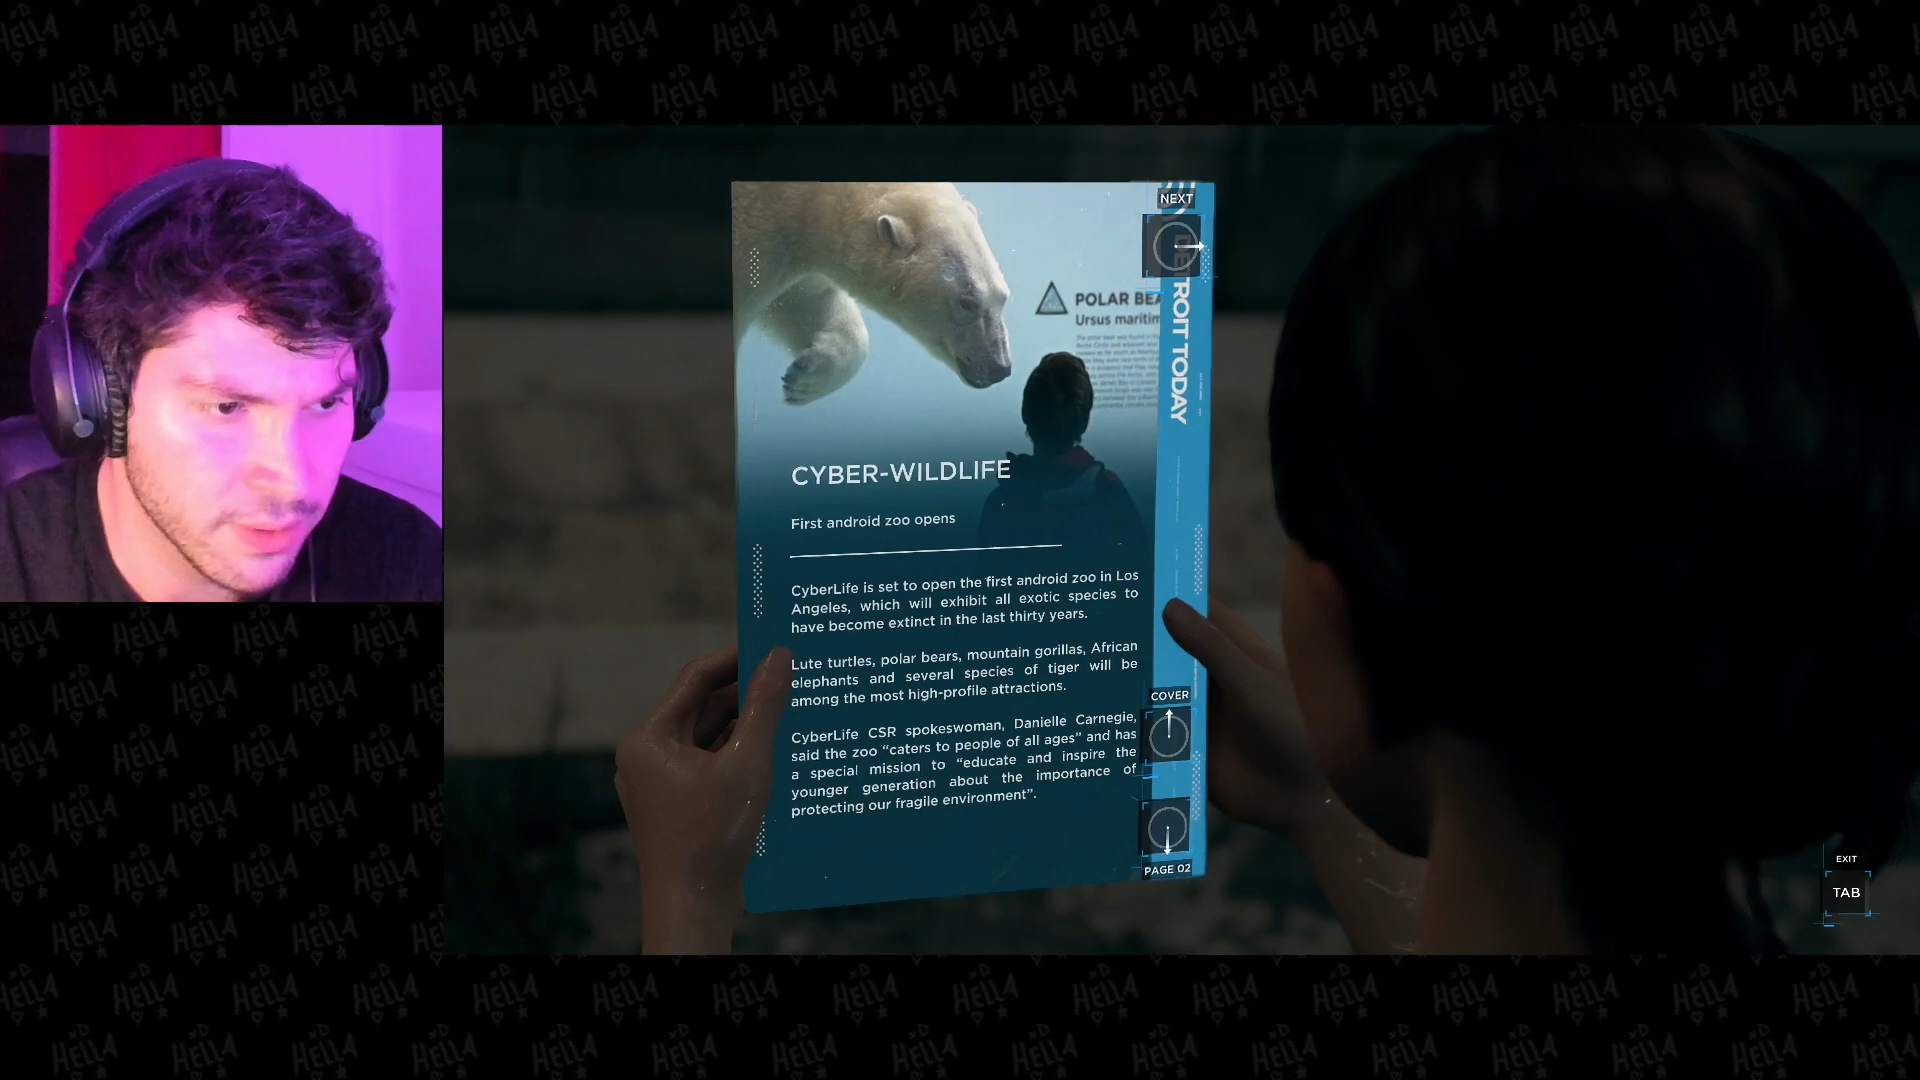 NEXT
POLAR BEA
Ursus maritim
DETROIT TODAY
CYBER-WILDLIFE
First android zoo opens
CyberLife is set to open the first android zoo in Los
Angeles, which will exhibit all exotic species to
have become extinct in the last thirty years.
Lute turtles, polar bears, mountain gorillas, African
elephants and several species of tiger will be
among the most high-profile attractions.
CyberLife CSR spokeswoman, Danielle Carnegie,
said the zoo “caters to people of all ages” and has
a special mission to “educate and inspire the
younger generation about the importance of
protecting our fragile environment”.
COVER
PAGE 02
EXIT
TAB
HELLA
xD